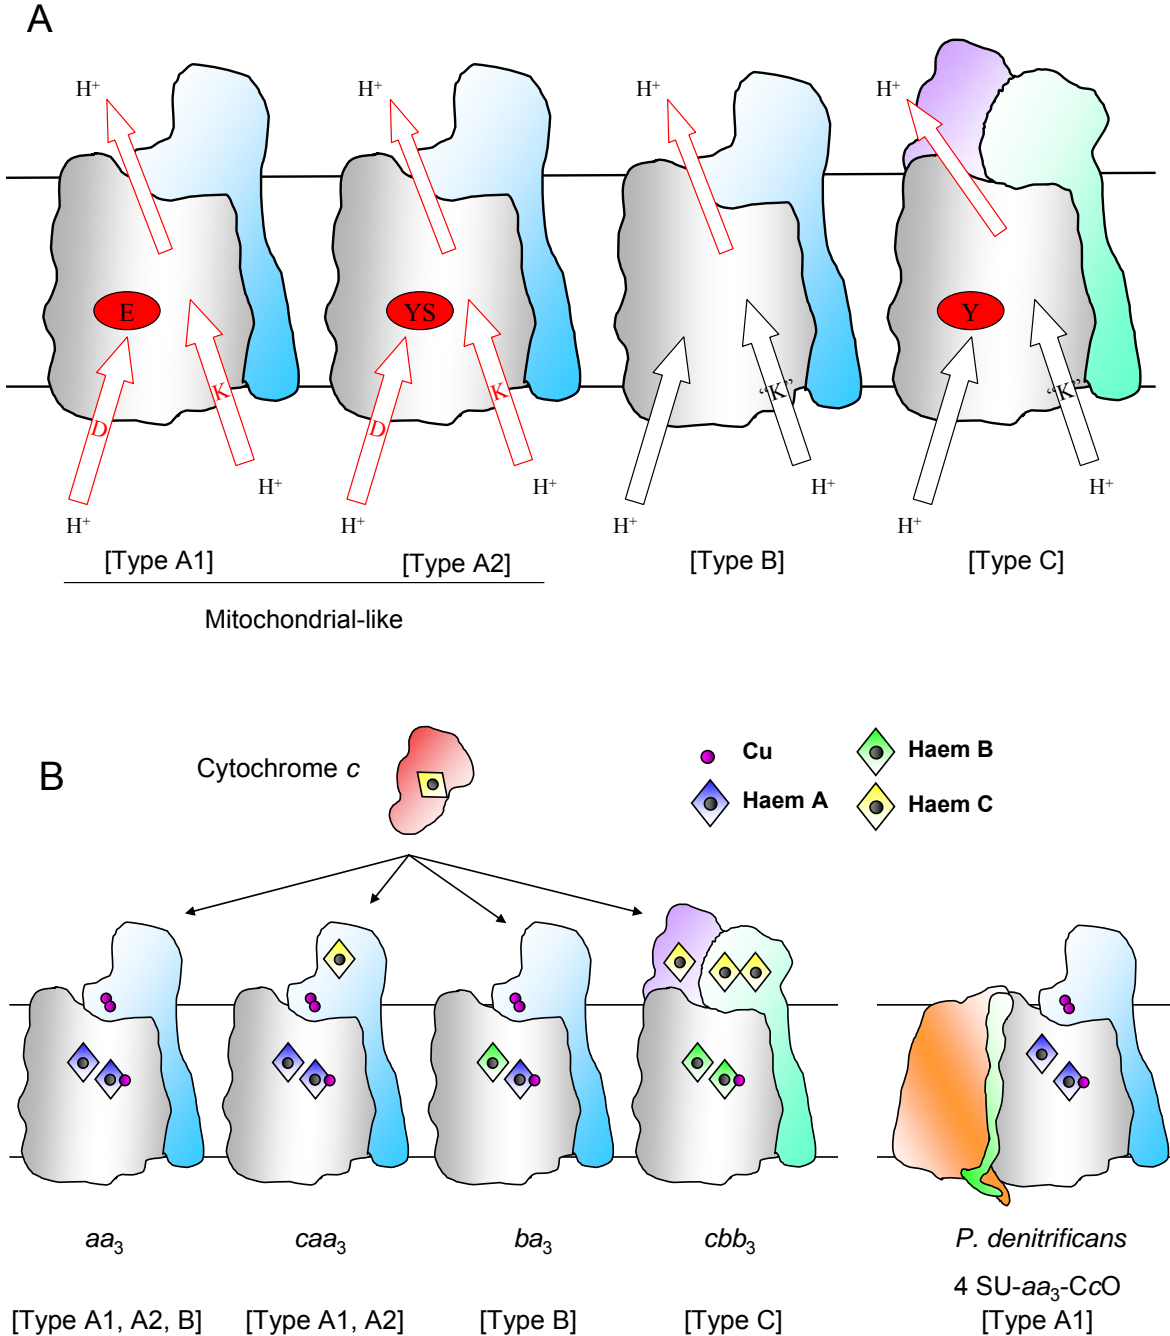 A
H⁺ H⁺ H⁺ H⁺
E YS Y
D K D K “K” “K”
H⁺ H⁺ H⁺ H⁺
H⁺ H⁺ H⁺ H⁺
[Type A1] [Type A2] [Type B] [Type C]
Mitochondrial-like
B
Cytochrome c
Cu
Haem B
Haem A
Haem C
aa₃ caa₃ ba₃ cbb₃ P. denitrificans
4 SU-aa₃-CcO
[Type A1, A2, B] [Type A1, A2] [Type B] [Type C] [Type A1]